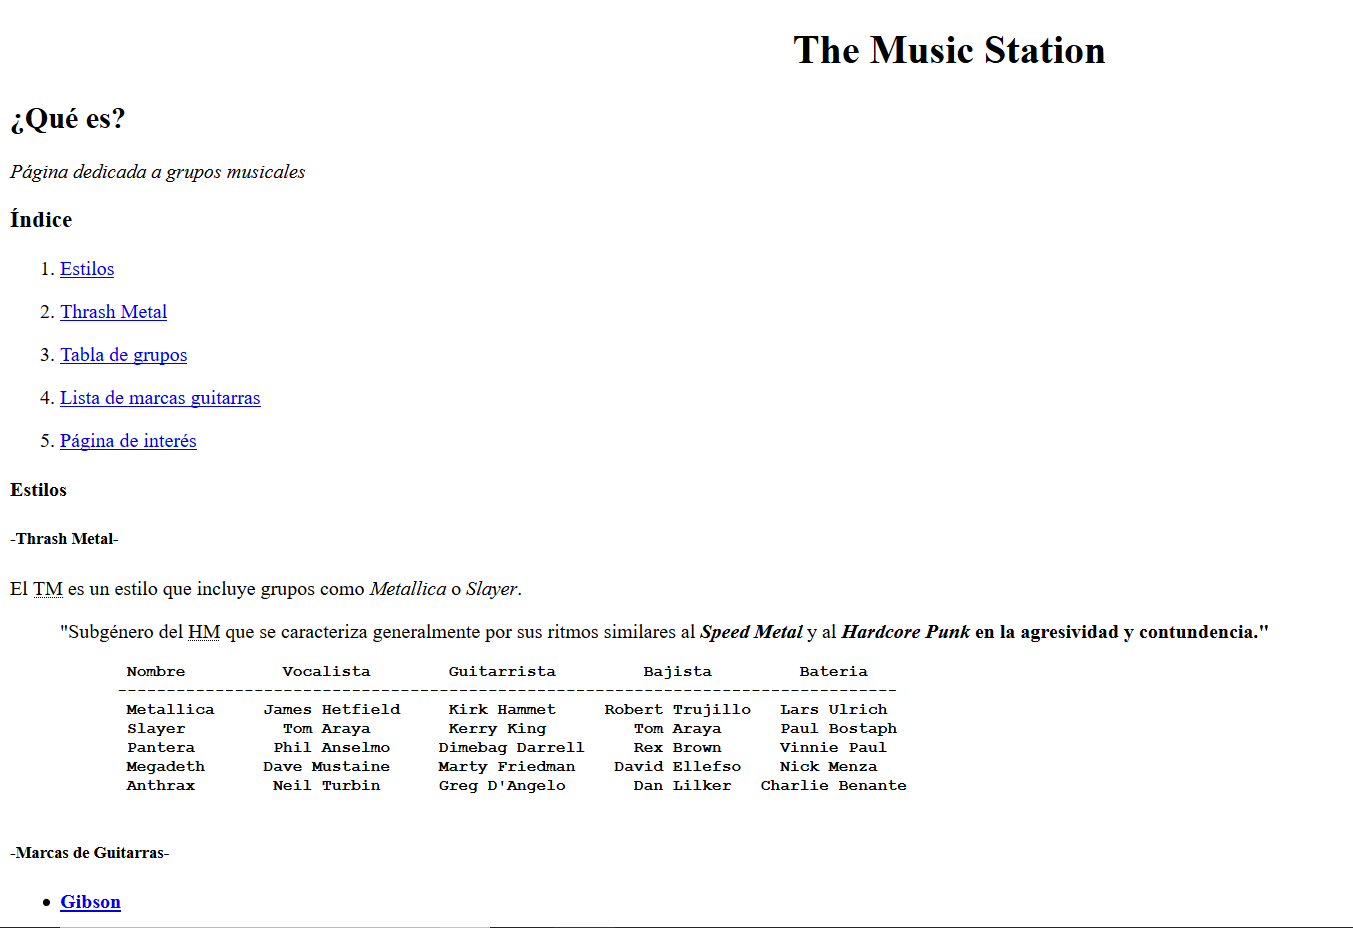 The Music Station
¿Qué es?
Página dedicada a grupos musicales
Índice
1. Estilos
2. Thrash Metal
3. Tabla de grupos
4. Lista de marcas guitarras
5. Página de interés
Estilos
-Thrash Metal-
El TM es un estilo que incluye grupos como Metallica o Slayer.
"Subgénero del HM que se caracteriza generalmente por sus ritmos similares al Speed Metal y al Hardcore Punk en la agresividad y contundencia."
Nombre Vocalista Guitarrista Bajista Bateria
--------------------------------------------------------------------------------
Metallica James Hetfield Kirk Hammet Robert Trujillo Lars Ulrich
Slayer Tom Araya Kerry King Tom Araya Paul Bostaph
Pantera Phil Anselmo Dimebag Darrell Rex Brown Vinnie Paul
Megadeth Dave Mustaine Marty Friedman David Ellefso Nick Menza
Anthrax Neil Turbin Greg D'Angelo Dan Lilker Charlie Benante
-Marcas de Guitarras-
• Gibson